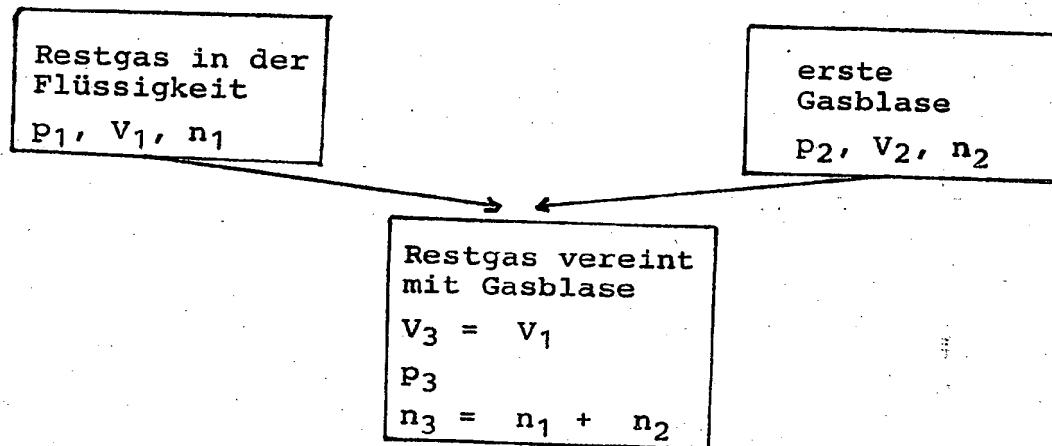 Restgas in der
Flüssigkeit
p1, V1, n1
erste
Gasblase
p2, V2, n2
Restgas vereint
mit Gasblase
V3 = V1
p3
n3 = n1 + n2